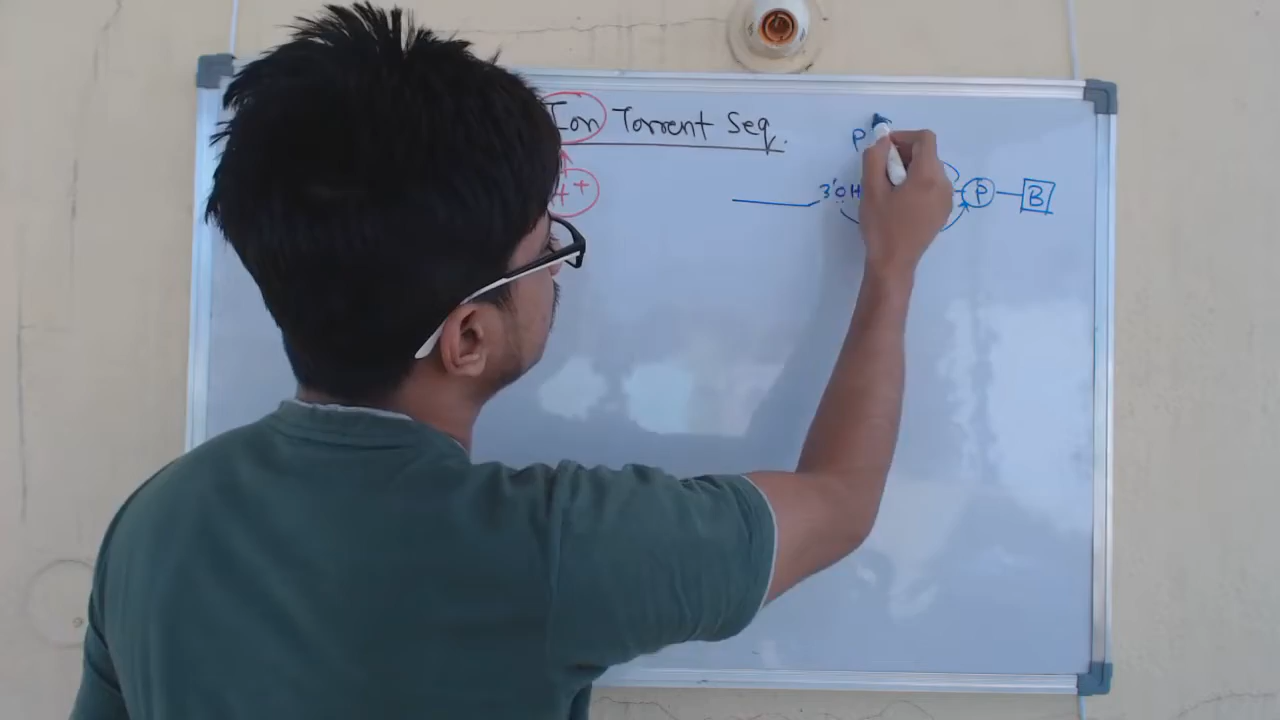 Ion Torrent Seq.
H+
P
3'OH P B